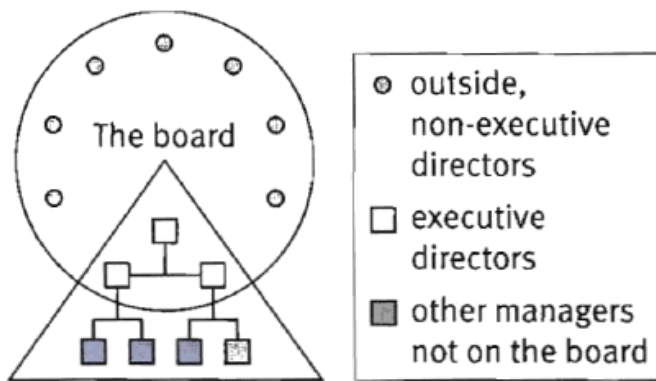 The board
outside,
non-executive
directors
executive
directors
other managers
not on the board